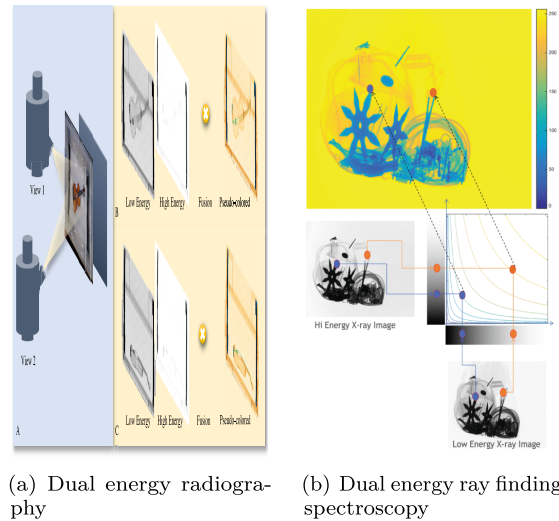 View 1
View 2
A
Low Energy High Energy Fusion Pseudo-colored
B
Low Energy High Energy Fusion Pseudo-colored
C
250
200
150
100
50
0
Hi Energy X-ray Image
Low Energy X-ray Image
(a) Dual energy radiogra-
phy
(b) Dual energy ray finding
spectroscopy